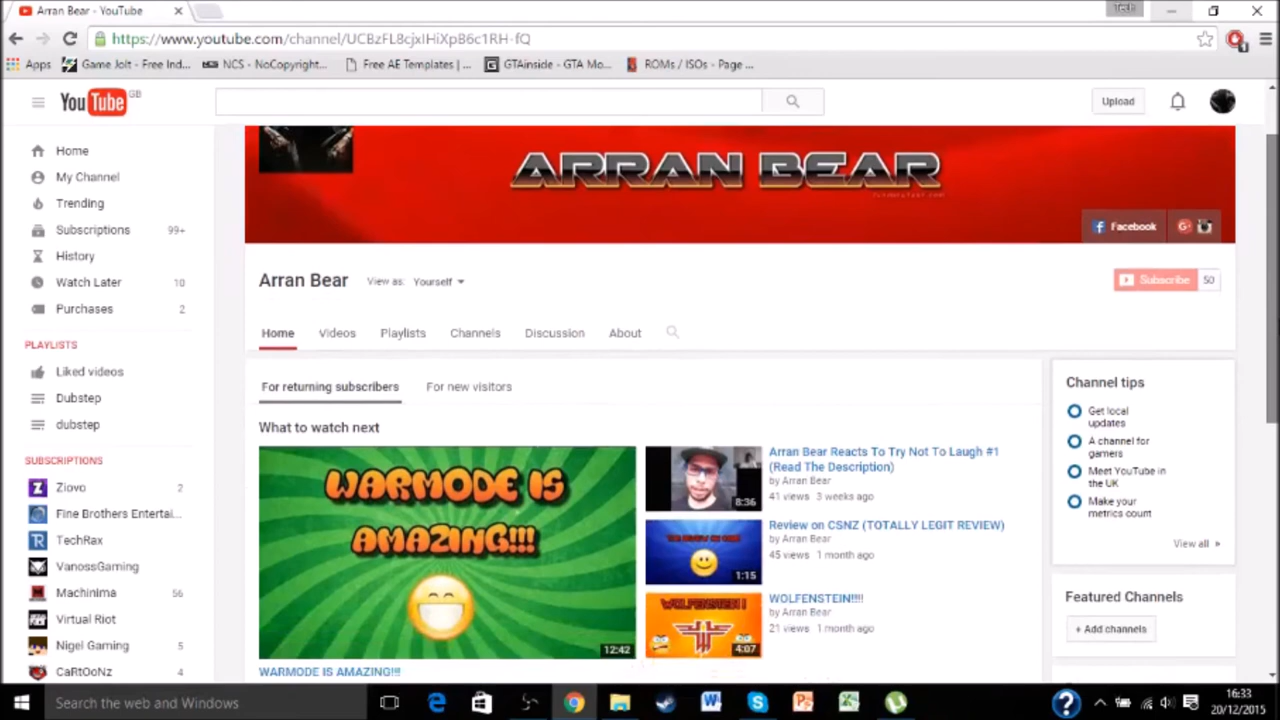 Arran Bear - YouTube
Tech
https://www.youtube.com/channel/UCBzFL8cjxIHiXpB6c1RH-fQ
Apps
Game Jolt - Free Ind...
NCS - NoCopyright...
Free AE Templates | ...
GTAinside - GTA Mo...
ROMs / ISOs - Page ...
YouTube GB
Upload
Home
My Channel
Trending
Subscriptions 99+
History
Watch Later 10
Purchases 2
PLAYLISTS
Liked videos
Dubstep
dubstep
SUBSCRIPTIONS
Ziovo 2
Fine Brothers Entertai...
TechRax
VanossGaming
Machinima 56
Virtual Riot
Nigel Gaming 5
CaRtOoNz 4
ARRAN BEAR
Facebook
Arran Bear
View as: Yourself
Subscribe 50
Home
Videos
Playlists
Channels
Discussion
About
For returning subscribers
For new visitors
What to watch next
WARMODE IS
AMAZING!!!
12:42
WARMODE IS AMAZING!!!
8:36
Arran Bear Reacts To Try Not To Laugh #1
(Read The Description)
by Arran Bear
41 views 3 weeks ago
1:15
Review on CSNZ (TOTALLY LEGIT REVIEW)
by Arran Bear
45 views 1 month ago
4:07
WOLFENSTEIN!!!!
by Arran Bear
21 views 1 month ago
Channel tips
Get local
updates
A channel for
gamers
Meet YouTube in
the UK
Make your
metrics count
View all »
Featured Channels
+ Add channels
Search the web and Windows
16:33
20/12/2015